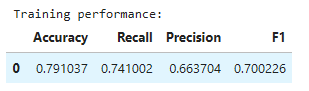 Training performance:
Accuracy Recall Precision F1
0 0.791037 0.741002 0.663704 0.700226